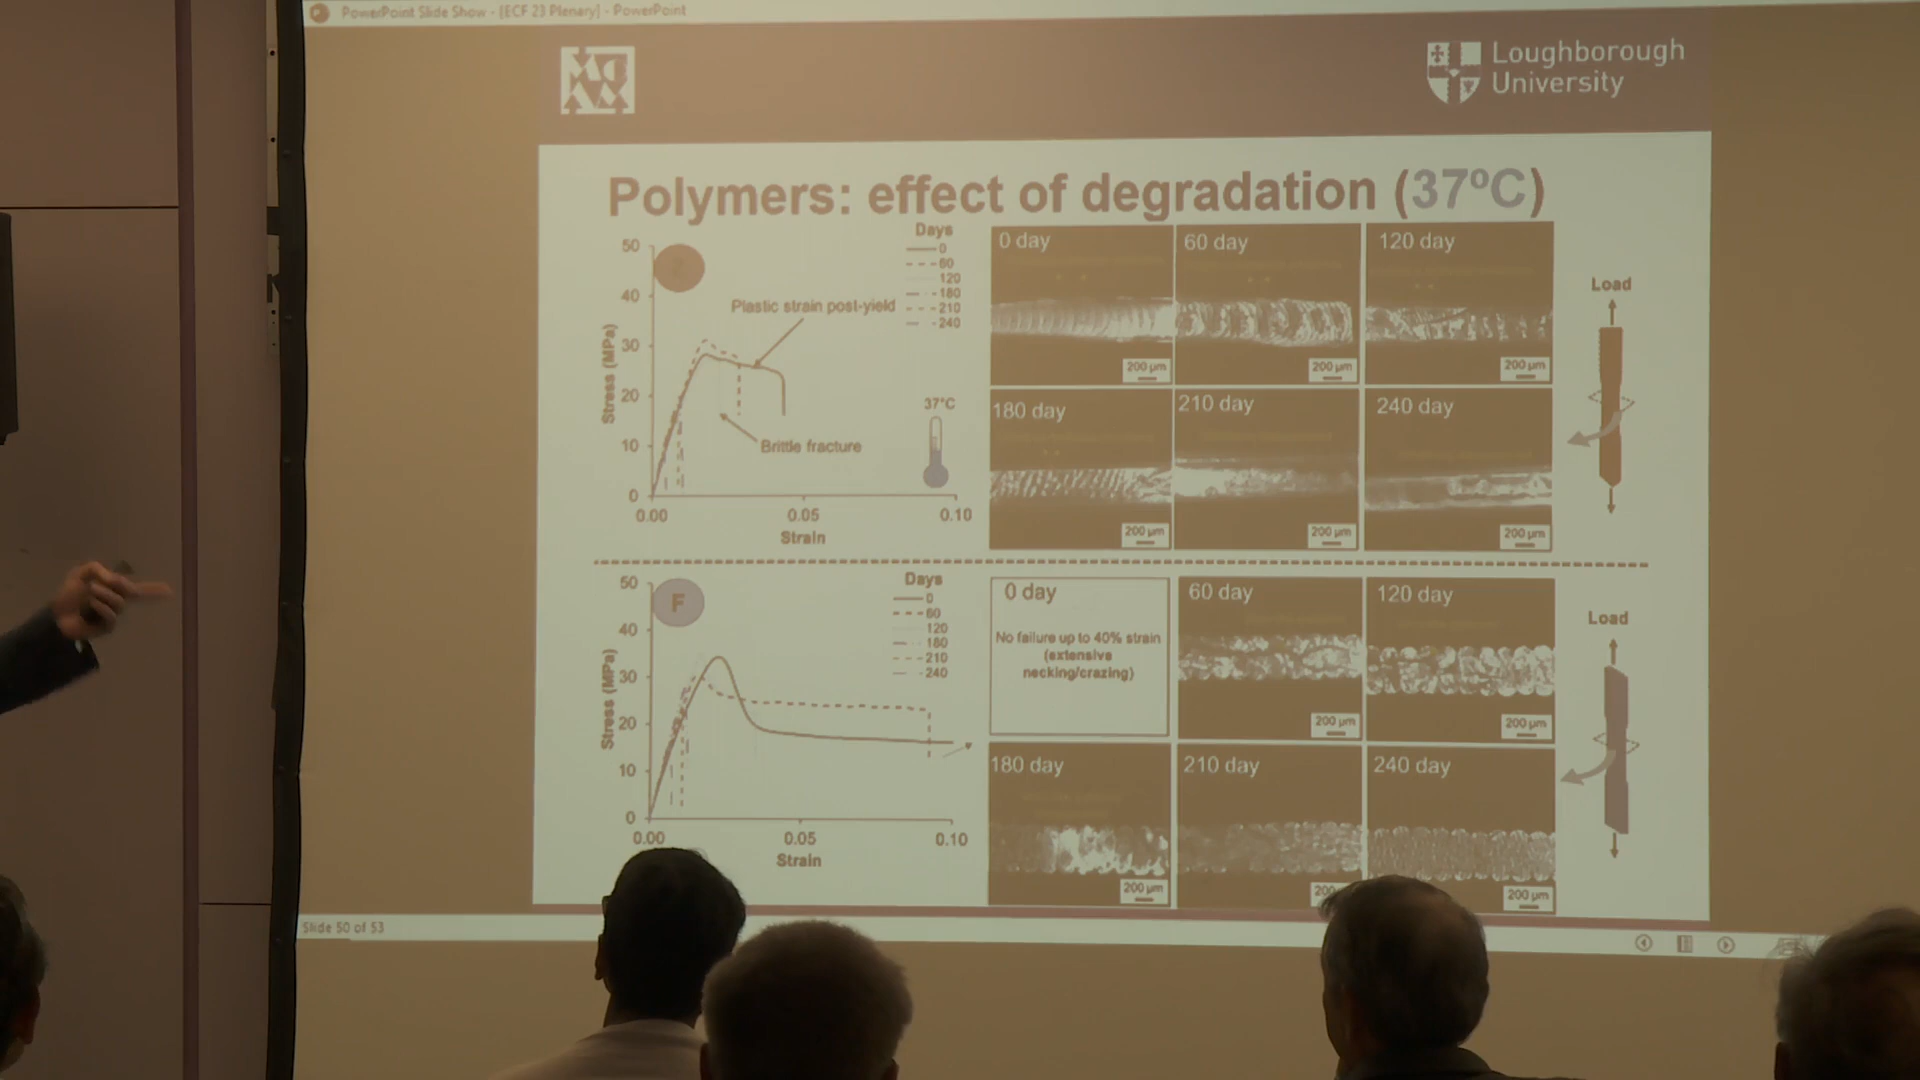 PowerPoint Slide Show - [ECF 23 Plenary] - PowerPoint
Loughborough
University
Polymers: effect of degradation (37ºC)
Days
0
60
120
180
210
240
50
40
30
20
10
0
Stress (MPa)
Plastic strain post-yield
Brittle fracture
37°C
0.00
0.05
0.10
Strain
0 day
200 µm
60 day
200 µm
120 day
200 µm
180 day
200 µm
210 day
200 µm
240 day
200 µm
Load
F
Days
0
60
120
180
210
240
50
40
30
20
10
0
Stress (MPa)
0.00
0.05
0.10
Strain
0 day
No failure up to 40% strain
(extensive
necking/crazing)
60 day
200 µm
120 day
200 µm
180 day
200 µm
210 day
200
240 day
200 µm
Load
Slide 50 of 53